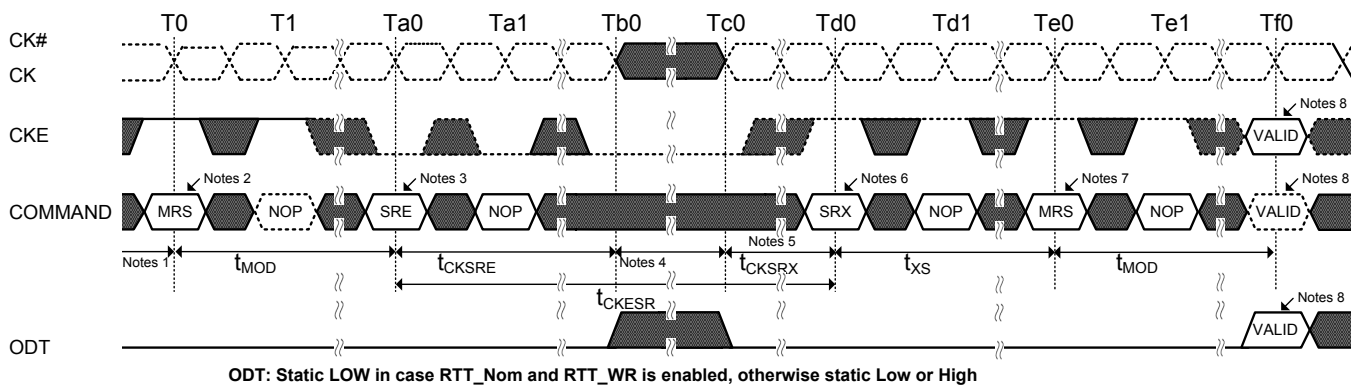 T0 T1 Ta0 Ta1 Tb0 Tc0 Td0 Td1 Te0 Te1 Tf0
CK#
CK
Notes 8
CKE VALID
Notes 2 Notes 3 Notes 6 Notes 7 Notes 8
COMMAND MRS NOP SRE NOP SRX NOP MRS NOP VALID
Notes 1 tMOD tCKSRE Notes 4 Notes 5 tCKSRX tXS tMOD
tCKESR
Notes 8
VALID
ODT
ODT: Static LOW in case RTT_Nom and RTT_WR is enabled, otherwise static Low or High